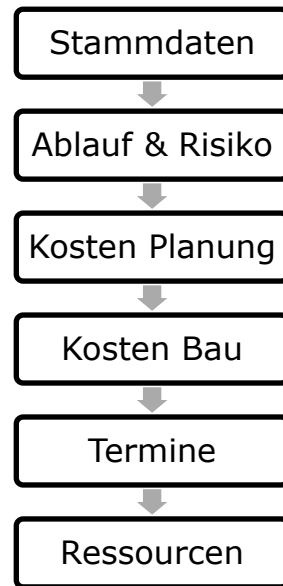 Stammdaten
Ablauf & Risiko
Kosten Planung
Kosten Bau
Termine
Ressourcen